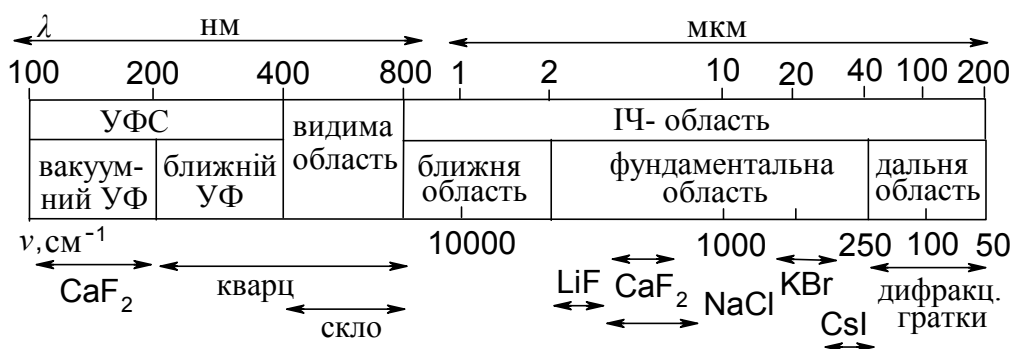 λ нм мкм
100 200 400 800 1 2 10 20 40 100 200
УФС видима область ІЧ- область
вакуум-
ний УФ
ближній
УФ
ближня
область
фундаментальна
область
дальня
область
ν,см⁻¹ 10000 1000 250 100 50
CaF₂ кварц скло LiF CaF₂ NaCl KBr CsI
дифракц.
гратки